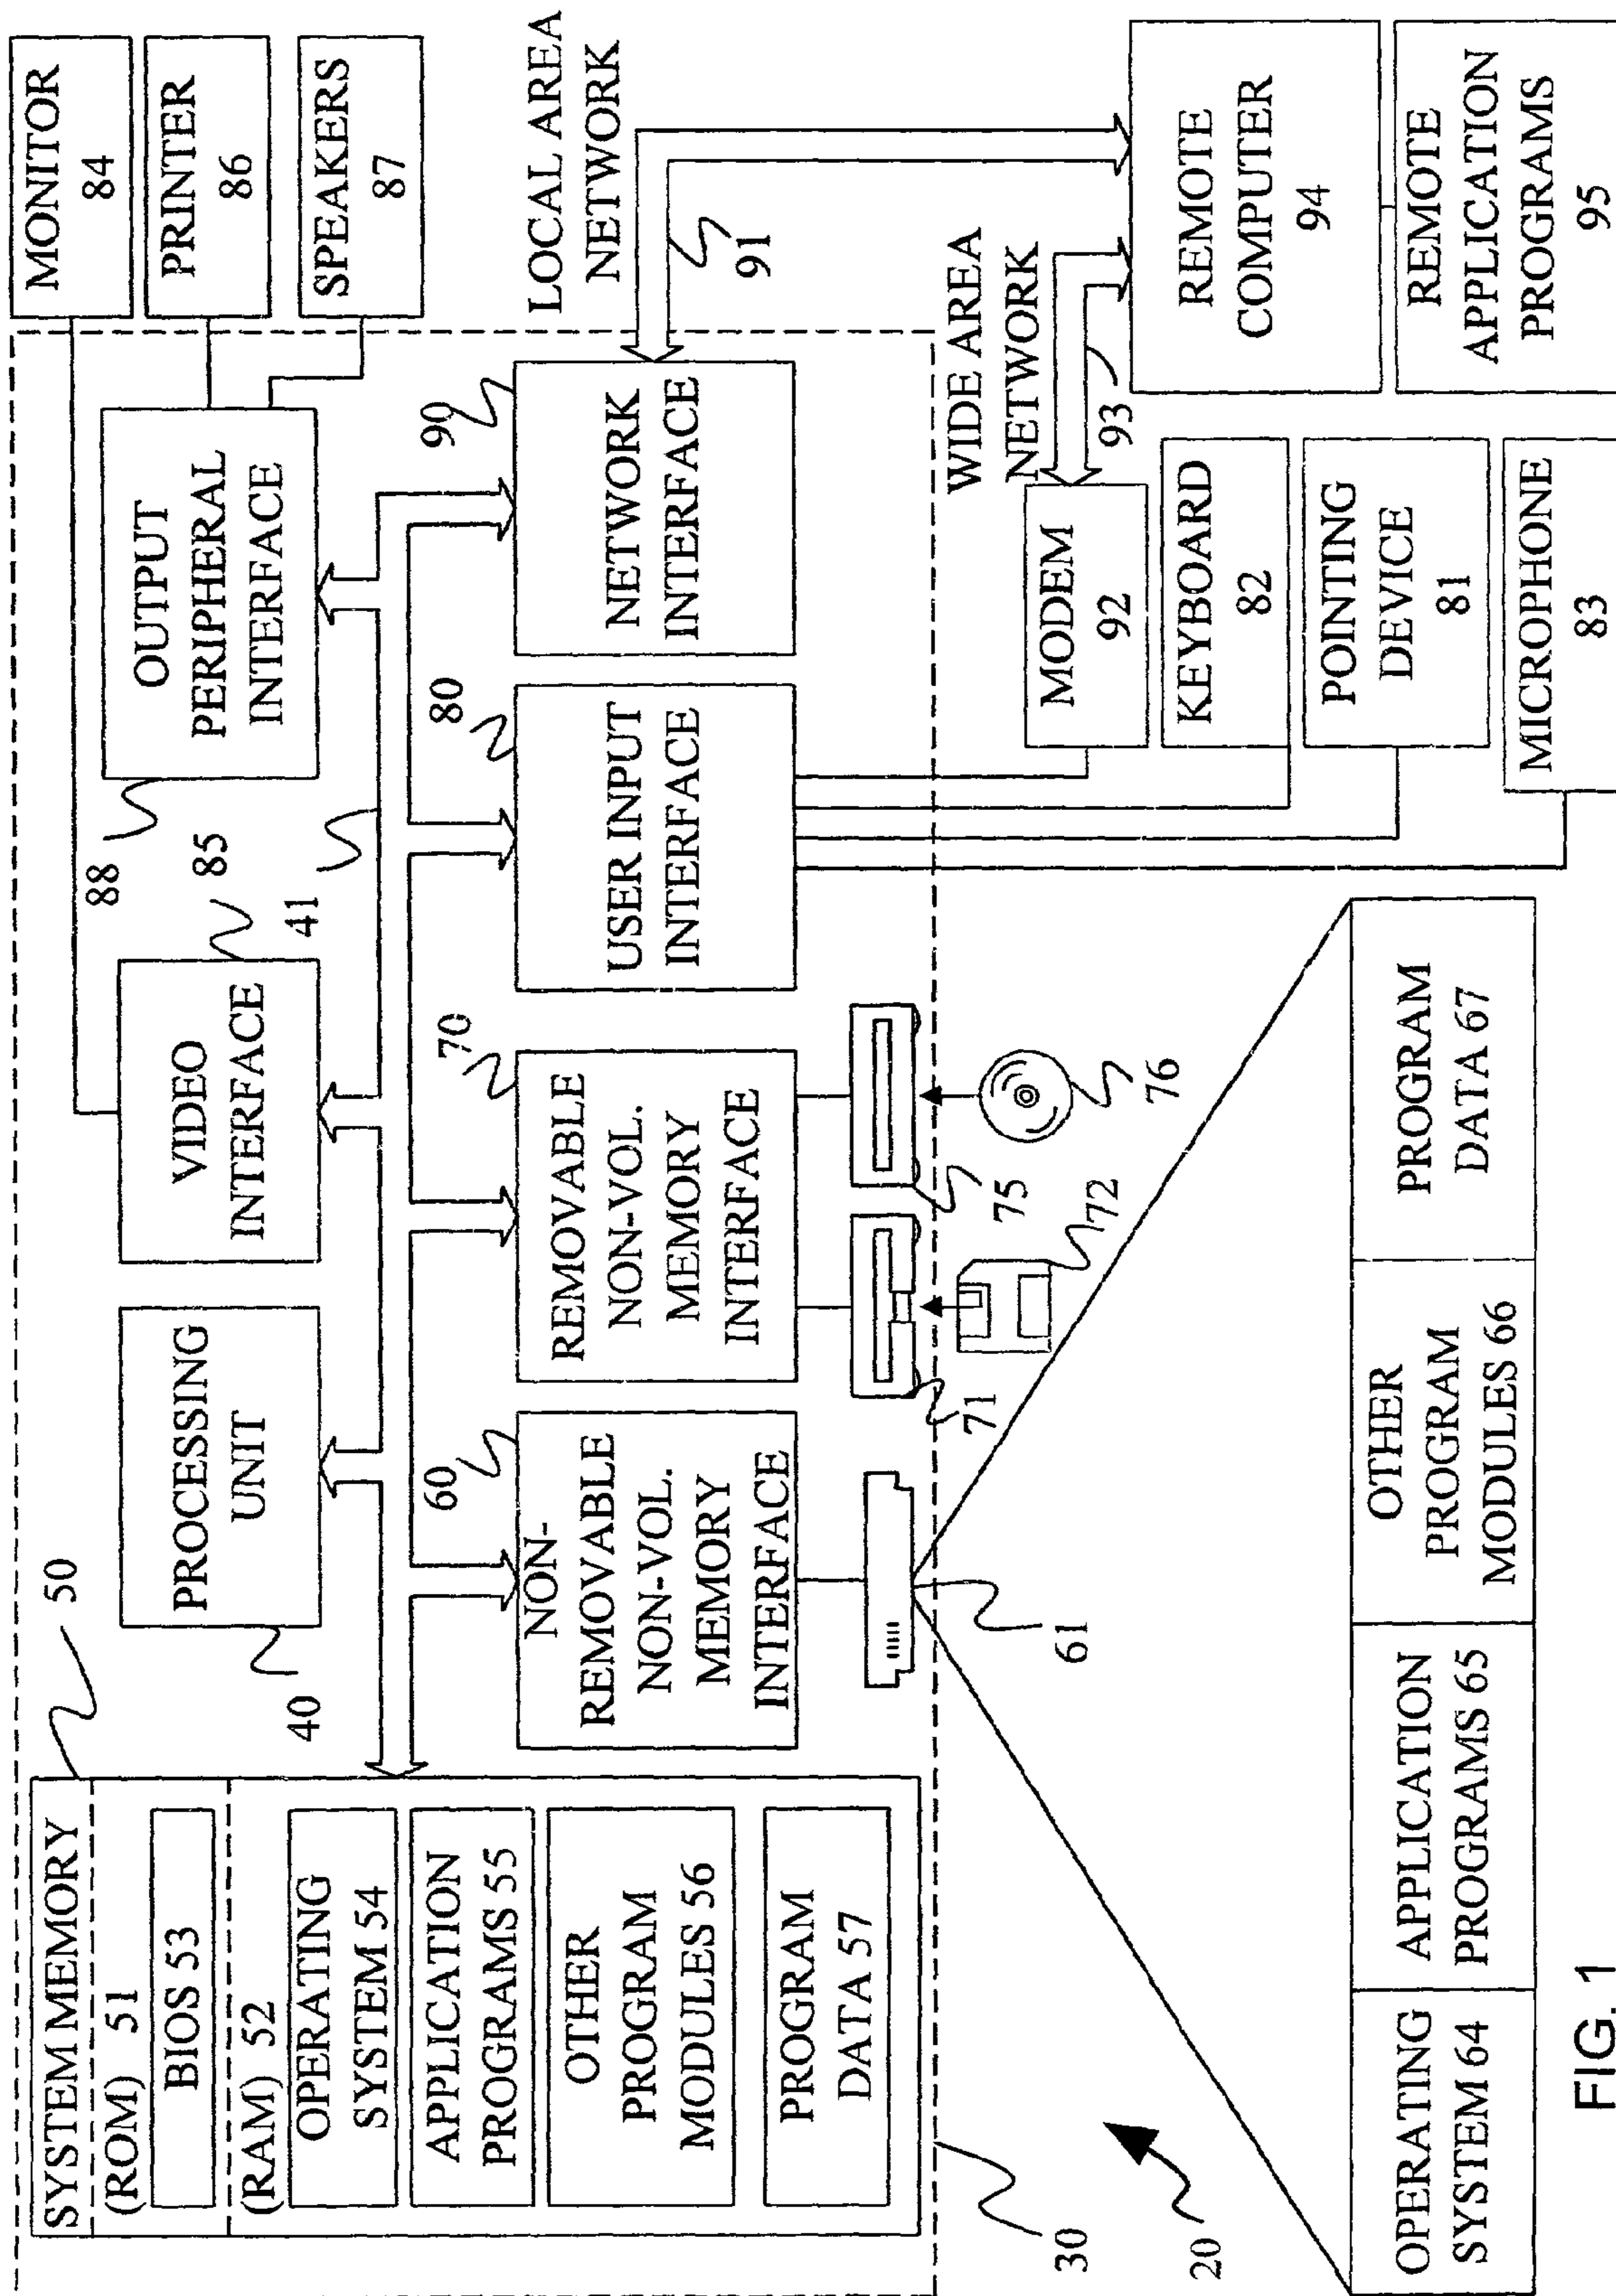 SYSTEM MEMORY
(ROM) 51
BIOS 53
(RAM) 52
OPERATING
SYSTEM 54
APPLICATION
PROGRAMS 55
OTHER
PROGRAM
MODULES 56
PROGRAM
DATA 57
50
PROCESSING
UNIT
40
VIDEO
INTERFACE
85
41
OUTPUT
PERIPHERAL
INTERFACE
88
MONITOR
84
PRINTER
86
SPEAKERS
87
NON-
REMOVABLE
NON-VOL.
MEMORY
INTERFACE
60
REMOVABLE
NON-VOL.
MEMORY
INTERFACE
70
USER INPUT
INTERFACE
80
NETWORK
INTERFACE
90
LOCAL AREA
NETWORK
91
61
71
72
75
76
WIDE AREA
NETWORK
93
MODEM
92
KEYBOARD
82
POINTING
DEVICE
81
MICROPHONE
83
REMOTE
COMPUTER
94
REMOTE
APPLICATION
PROGRAMS
95
30
20
OPERATING
SYSTEM 64
APPLICATION
PROGRAMS 65
OTHER
PROGRAM
MODULES 66
PROGRAM
DATA 67
FIG. 1